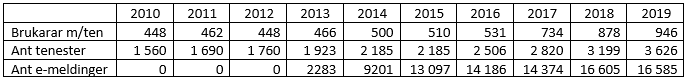 2010 2011 2012 2013 2014 2015 2016 2017 2018 2019
Brukarar m/ten 448 462 448 466 500 510 531 734 878 946
Ant tenester 1 560 1 690 1 760 1 923 2 185 2 185 2 506 2 820 3 199 3 626
Ant e-meldinger 0 0 0 2283 9201 13 097 14 186 14 374 16 605 16 585